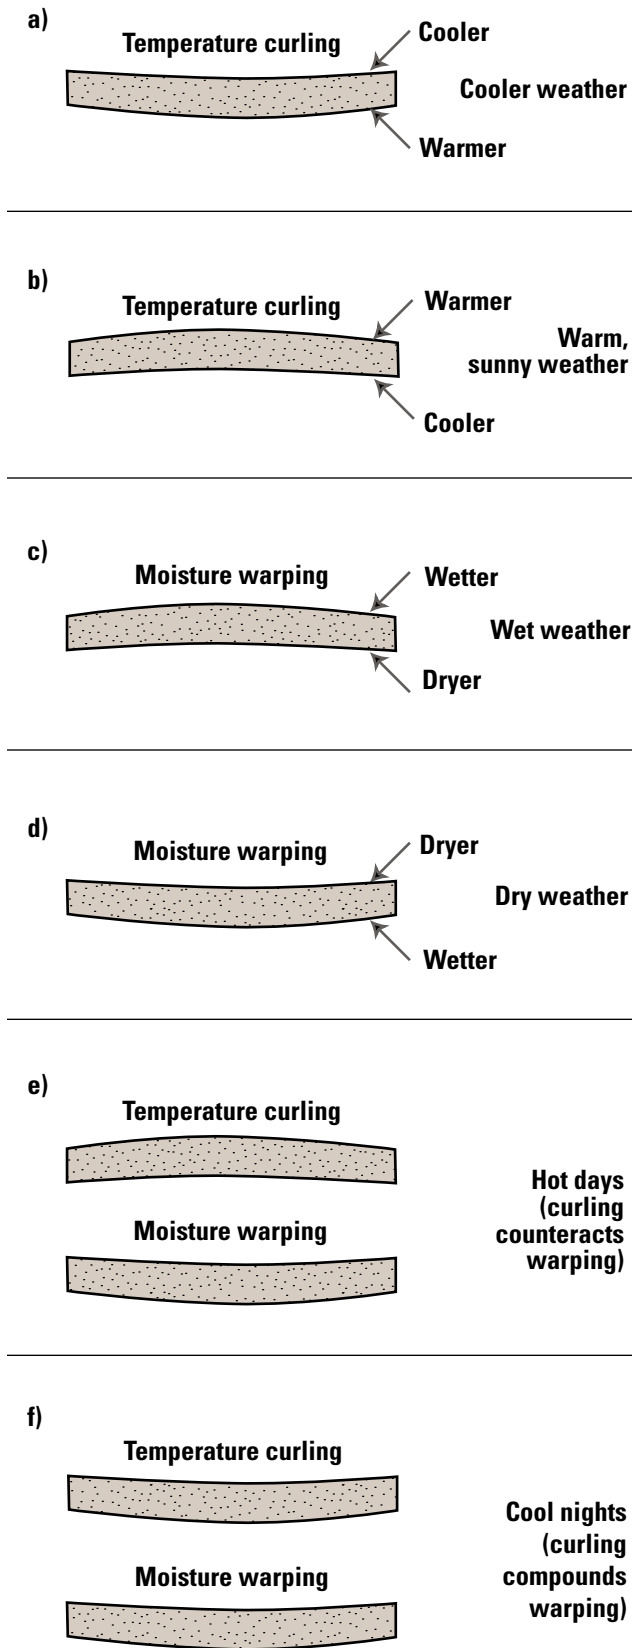 a)
Temperature curling
Cooler
Cooler weather
Warmer
b)
Temperature curling
Warmer
Warm,
sunny weather
Cooler
c)
Moisture warping
Wetter
Wet weather
Dryer
d)
Moisture warping
Dryer
Dry weather
Wetter
e)
Temperature curling
Moisture warping
Hot days
(curling
counteracts
warping)
f)
Temperature curling
Moisture warping
Cool nights
(curling
compounds
warping)